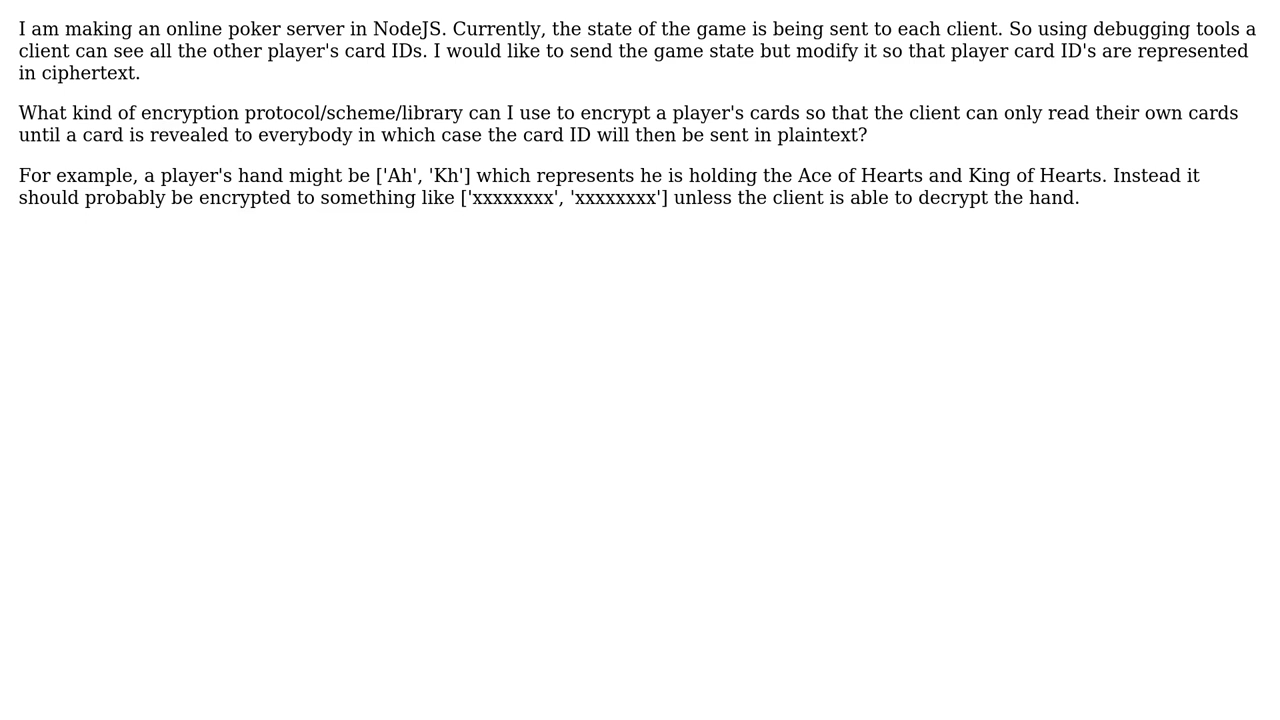 I am making an online poker server in NodeJS. Currently, the state of the game is being sent to each client. So using debugging tools a
client can see all the other player's card IDs. I would like to send the game state but modify it so that player card ID's are represented
in ciphertext.
What kind of encryption protocol/scheme/library can I use to encrypt a player's cards so that the client can only read their own cards
until a card is revealed to everybody in which case the card ID will then be sent in plaintext?
For example, a player's hand might be ['Ah', 'Kh'] which represents he is holding the Ace of Hearts and King of Hearts. Instead it
should probably be encrypted to something like ['xxxxxxxx', 'xxxxxxxx'] unless the client is able to decrypt the hand.